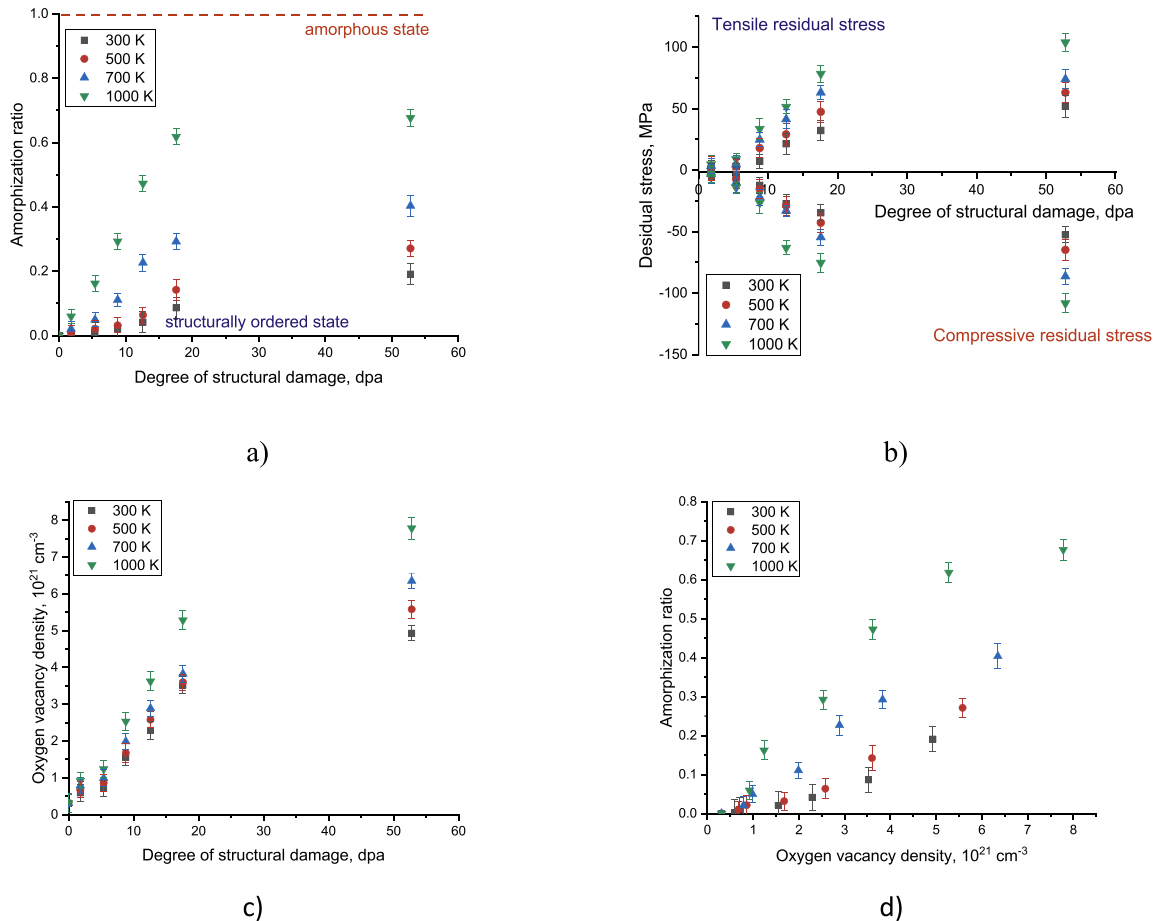 1.0
0.8
0.6
0.4
0.2
0.0
Amorphization ratio
amorphous state
300 K
500 K
700 K
1000 K
structurally ordered state
0 10 20 30 40 50 60
Degree of structural damage, dpa
a)
100
50
0
-50
-100
-150
Desidual stress, MPa
Tensile residual stress
0 10 20 30 40 50 60
Degree of structural damage, dpa
300 K
500 K
700 K
1000 K
Compressive residual stress
b)
8
7
6
5
4
3
2
1
0
Oxygen vacancy density, 10²¹ cm⁻³
300 K
500 K
700 K
1000 K
0 10 20 30 40 50 60
Degree of structural damage, dpa
c)
0.8
0.7
0.6
0.5
0.4
0.3
0.2
0.1
0.0
Amorphization ratio
300 K
500 K
700 K
1000 K
0 1 2 3 4 5 6 7 8
Oxygen vacancy density, 10²¹ cm⁻³
d)